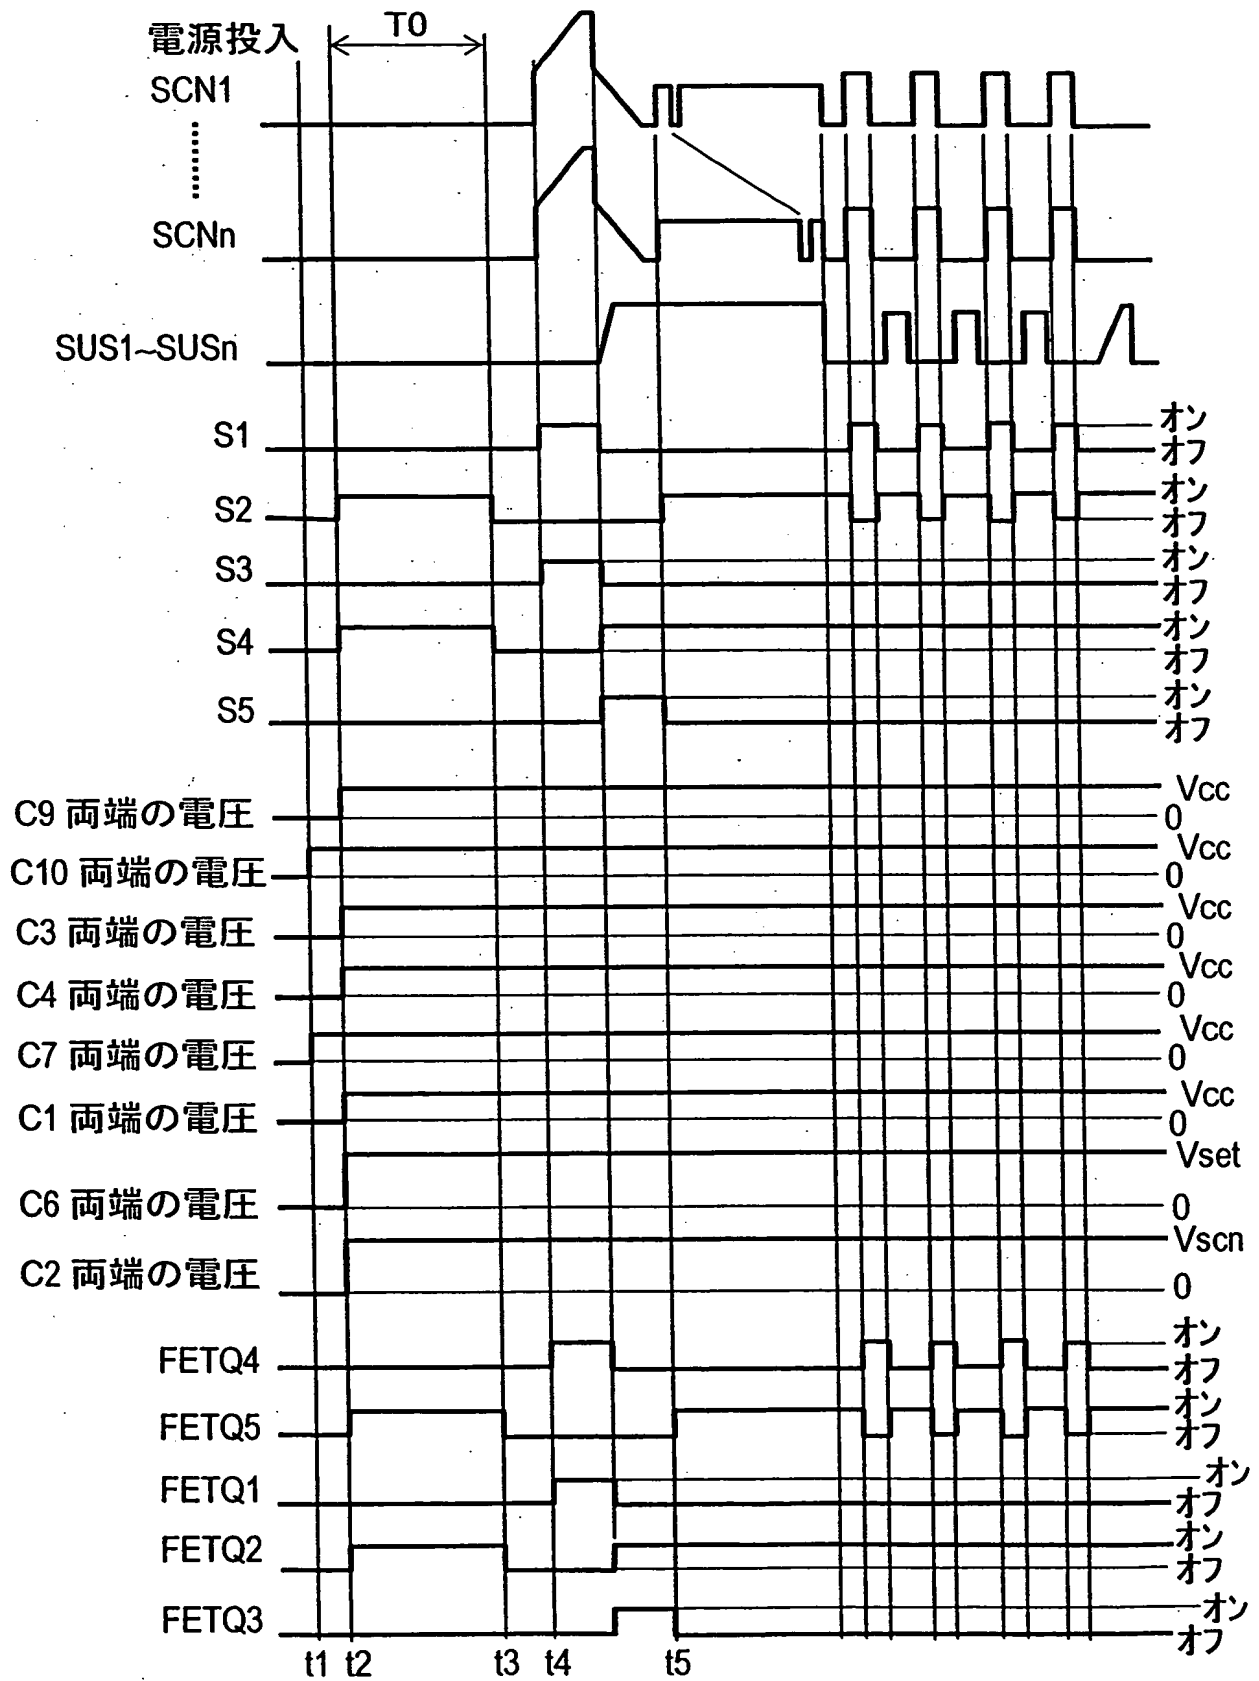 電源投入
T0
SCN1
SCNn
SUS1~SUSn
S1
オン
オフ
S2
オン
オフ
S3
オン
オフ
S4
オン
オフ
S5
オン
オフ
C9 両端の電圧
Vcc
0
C10 両端の電圧
Vcc
0
C3 両端の電圧
Vcc
0
C4 両端の電圧
Vcc
0
C7 両端の電圧
Vcc
0
C1 両端の電圧
Vcc
0
C6 両端の電圧
Vset
0
C2 両端の電圧
Vscn
0
FETQ4
オン
オフ
FETQ5
オン
オフ
FETQ1
オン
オフ
FETQ2
オン
オフ
FETQ3
オン
オフ
t1 t2 t3 t4 t5